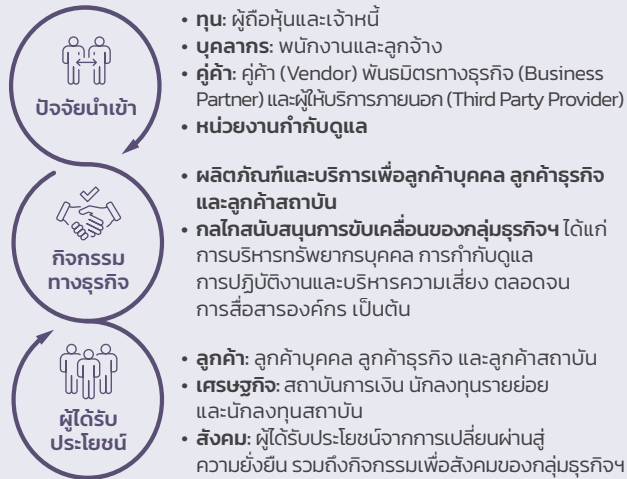 ปัจจัยนำเข้า
• ทุน: ผู้ถือหุ้นและเจ้าหนี้
• บุคลากร: พนักงานและลูกจ้าง
• คู่ค้า: คู่ค้า (Vendor) พันธมิตรทางธุรกิจ (Business
Partner) และผู้ให้บริการภายนอก (Third Party Provider)
• หน่วยงานกำกับดูแล
กิจกรรม
ทางธุรกิจ
• ผลิตภัณฑ์และบริการเพื่อลูกค้าบุคคล ลูกค้าธุรกิจ
และลูกค้าสถาบัน
• กลไกสนับสนุนการขับเคลื่อนของกลุ่มธุรกิจฯ ได้แก่
การบริหารทรัพยากรบุคคล การกำกับดูแล
การปฏิบัติงานและบริหารความเสี่ยง ตลอดจน
การสื่อสารองค์กร เป็นต้น
ผู้ได้รับ
ประโยชน์
• ลูกค้า: ลูกค้าบุคคล ลูกค้าธุรกิจ และลูกค้าสถาบัน
• เศรษฐกิจ: สถาบันการเงิน นักลงทุนรายย่อย
และนักลงทุนสถาบัน
• สังคม: ผู้ได้รับประโยชน์จากการเปลี่ยนผ่านสู่
ความยั่งยืน รวมถึงกิจกรรมเพื่อสังคมของกลุ่มธุรกิจฯ